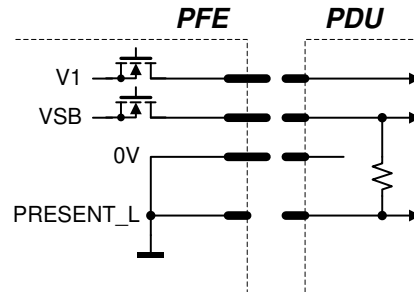 PFE PDU
V1
VSB
0V
PRESENT_L